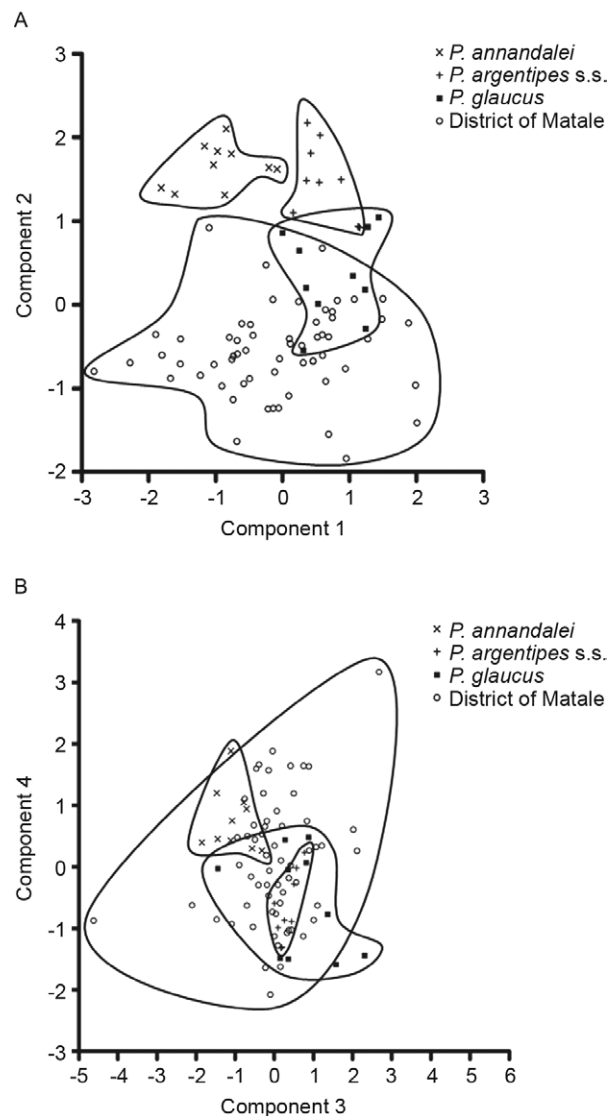 A
× P. annandalei
+ P. argentipes s.s.
■ P. glaucus
○ District of Matale
3
2
1
0
-1
-2
Component 2
-3 -2 -1 0 1 2 3
Component 1
B
× P. annandalei
+ P. argentipes s.s.
■ P. glaucus
○ District of Matale
4
3
2
1
0
-1
-2
-3
Component 4
-5 -4 -3 -2 -1 0 1 2 3 4 5 6
Component 3